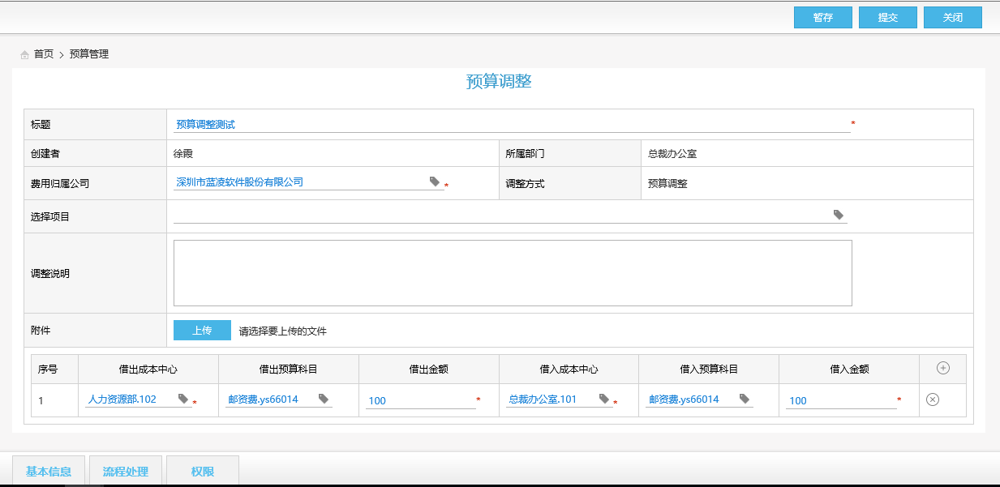 暂存 提交 关闭
首页 > 预算管理
预算调整
标题 预算调整测试 *
创建者 徐霞 所属部门 总裁办公室
费用归属公司 深圳市蓝凌软件股份有限公司 * 调整方式 预算调整
选择项目
调整说明
附件 上传 请选择要上传的文件
序号 借出成本中心 借出预算科目 借出金额 借入成本中心 借入预算科目 借入金额
1 人力资源部.102 * 邮资费.ys66014 100 * 总裁办公室.101 * 邮资费.ys66014 100 *
基本信息 流程处理 权限